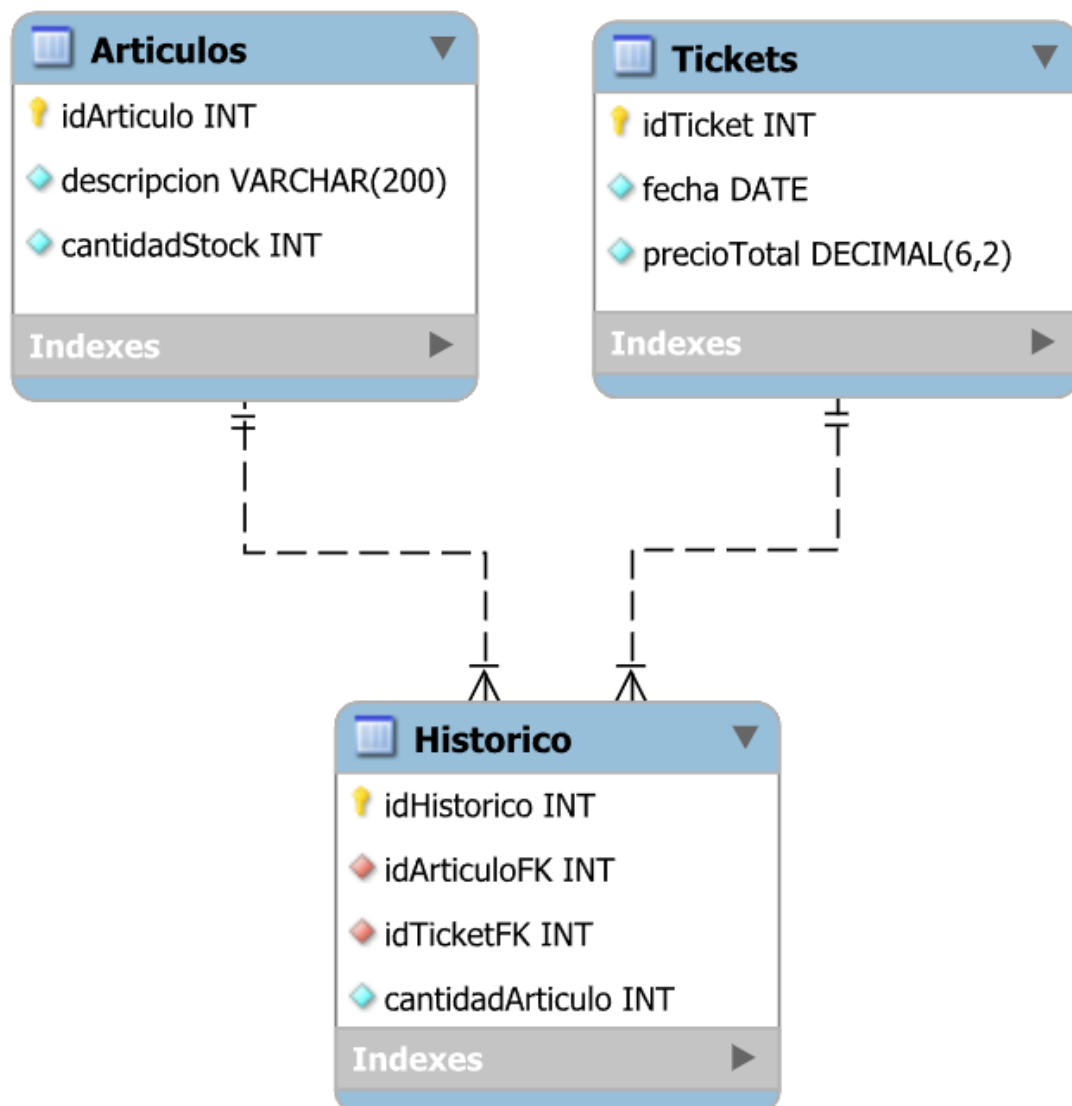 Articulos
idArticulo INT
descripcion VARCHAR(200)
cantidadStock INT
Indexes
Tickets
idTicket INT
fecha DATE
precioTotal DECIMAL(6,2)
Indexes
Historico
idHistorico INT
idArticuloFK INT
idTicketFK INT
cantidadArticulo INT
Indexes